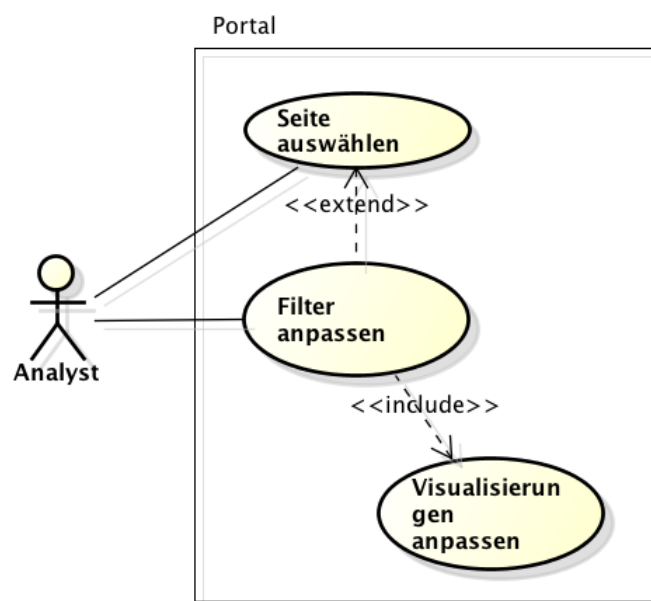 Portal
Seite
auswählen
<<extend>>
Filter
anpassen
Analyst
<<include>>
Visualisierun
gen
anpassen